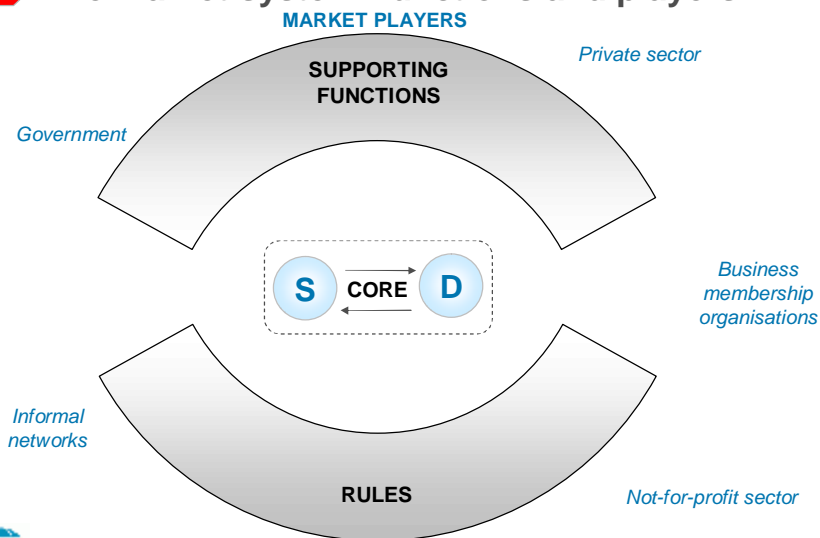 MARKET PLAYERS
SUPPORTING
FUNCTIONS
Private sector
Government
S
CORE
D
Business
membership
organisations
Informal
networks
RULES
Not-for-profit sector